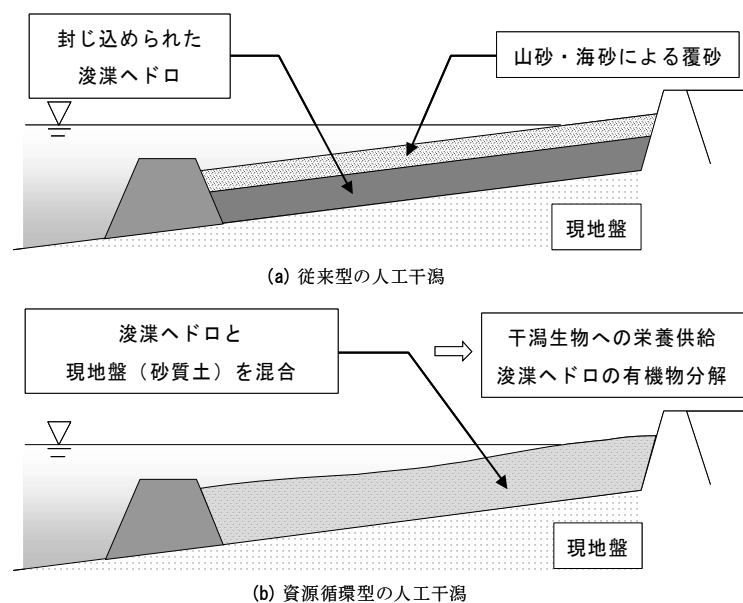 封じ込められた
浚渫ヘドロ
山砂・海砂による覆砂
現地盤
(a) 従来型の人工干潟
浚渫ヘドロと
現地盤（砂質土）を混合
干潟生物への栄養供給
浚渫ヘドロの有機物分解
現地盤
(b) 資源循環型の人工干潟